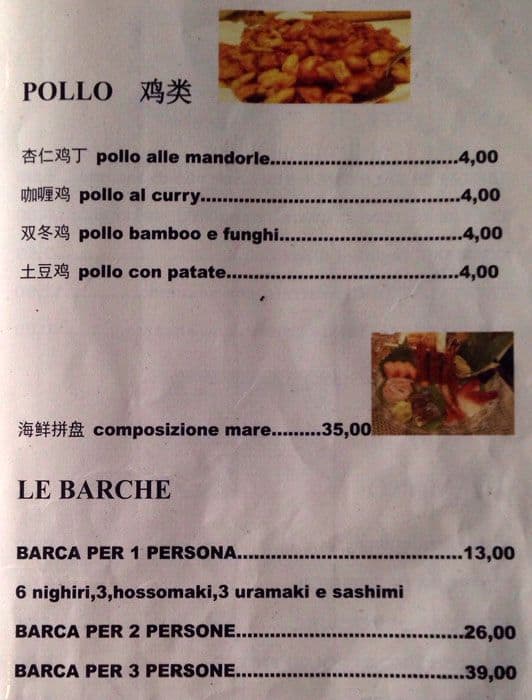 POLLO 鸡类
杏仁鸡丁 pollo alle mandorle..............................4,00
咖喱鸡 pollo al curry..........................................4,00
双冬鸡 pollo bamboo e funghi.............................4,00
土豆鸡 pollo con patate.....................................4,00
海鲜拼盘 composizione mare.........35,00
LE BARCHE
BARCA PER 1 PERSONA....................................13,00
6 nighiri,3,hossomaki,3 uramaki e sashimi
BARCA PER 2 PERSONE....................................26,00
BARCA PER 3 PERSONE....................................39,00